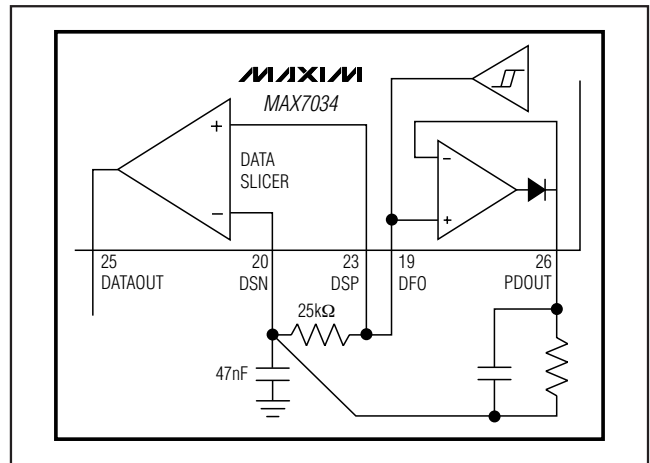 MAXIM
MAX7034
+
DATA
SLICER
−
−
+
25
DATAOUT
20
DSN
23
DSP
19
DFO
26
PDOUT
25kΩ
47nF